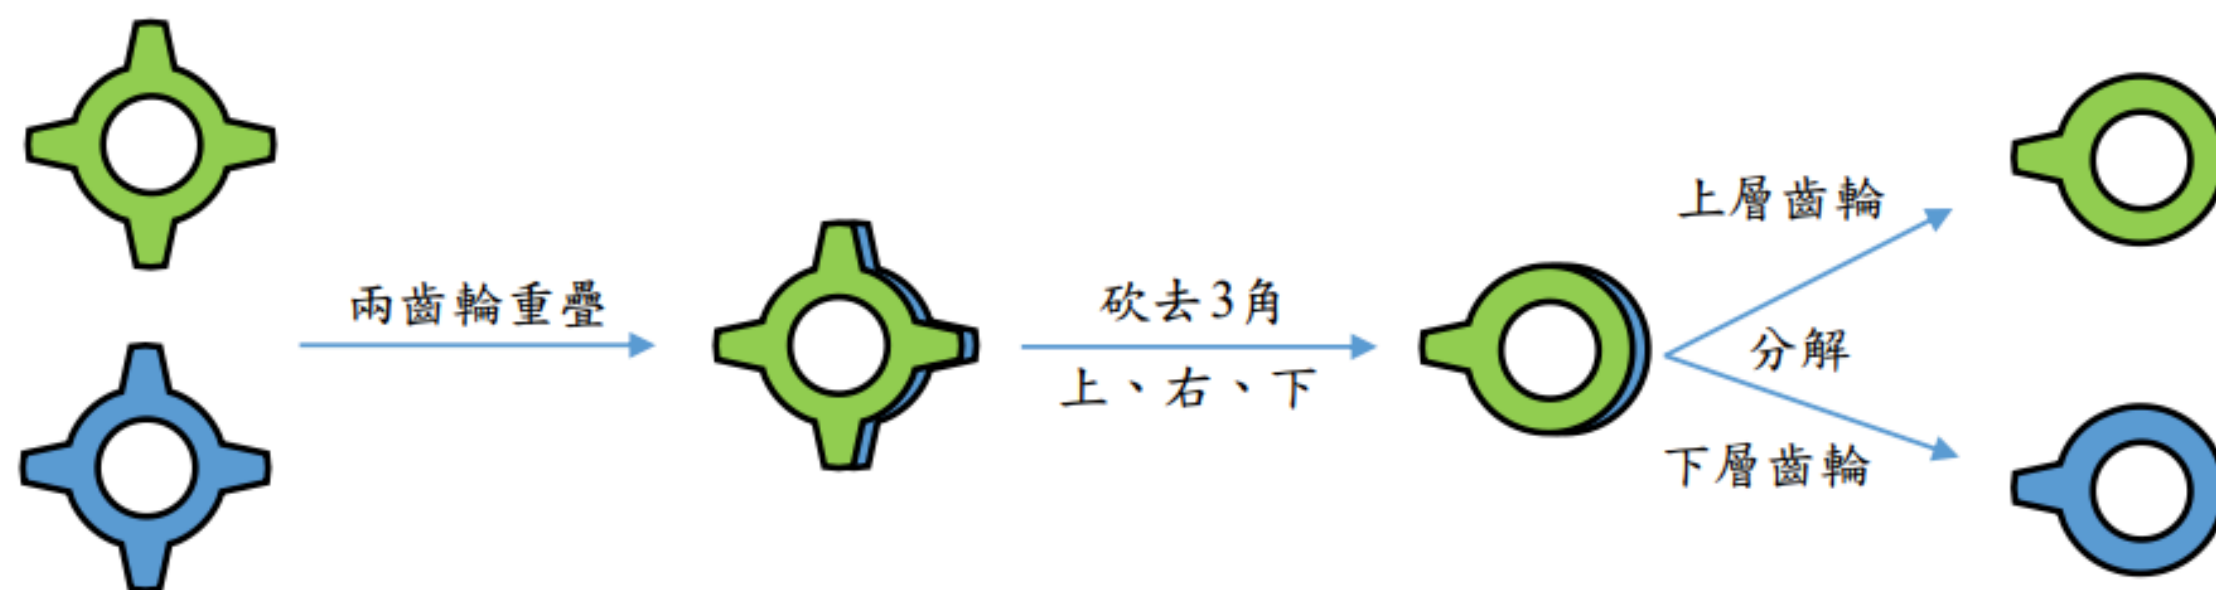 兩齒輪重疊
砍去3角
上、右、下
上層齒輪
分解
下層齒輪